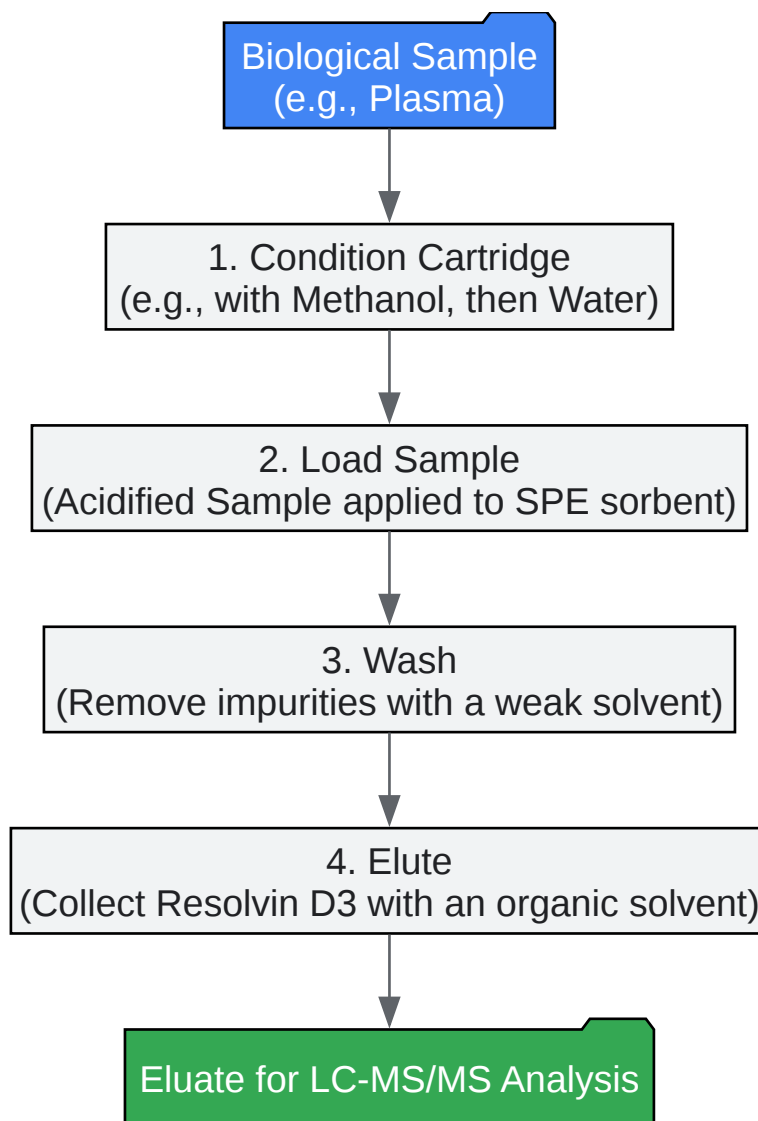 Biological Sample
(e.g., Plasma)
1. Condition Cartridge
(e.g., with Methanol, then Water)
2. Load Sample
(Acidified Sample applied to SPE sorbent)
3. Wash
(Remove impurities with a weak solvent)
4. Elute
(Collect Resolvin D3 with an organic solvent)
Eluate for LC-MS/MS Analysis